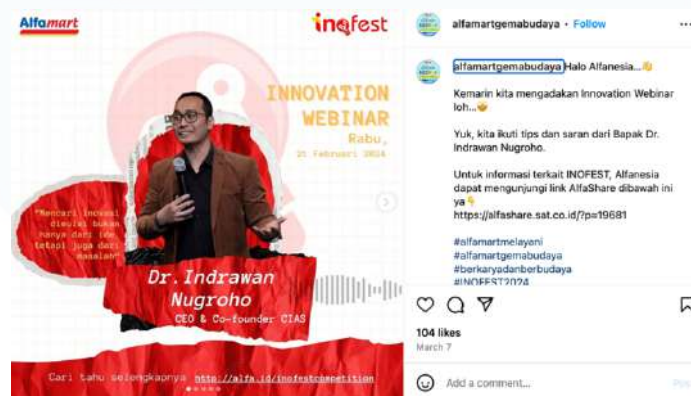 Alfamart
inofest
INNOVATION
WEBINAR
Rabu,
21 Februari 2024
"Mencari inovasi
dimulai bukan
hanya dari ide,
tetapi juga dari
masalah"
Dr. Indrawan
Nugroho
CEO & Co-founder CIAS
Cari tahu selengkapnya http://alfa.id/inofestcompetition
alfamartgemabudaya • Follow
alfamartgemabudaya Halo Alfanesia...👋
Kemarin kita mengadakan Innovation Webinar
loh...🤩
Yuk, kita ikuti tips dan saran dari Bapak Dr.
Indrawan Nugroho.
Untuk informasi terkait INOFEST, Alfanesia
dapat mengunjungi link AlfaShare dibawah ini
ya👇
https://alfashare.sat.co.id/?p=19681
#alfamartmelayani
#alfamartgemabudaya
#berkaryadanberbudaya
#INOFEST2024
104 likes
March 7
Add a comment...
Post